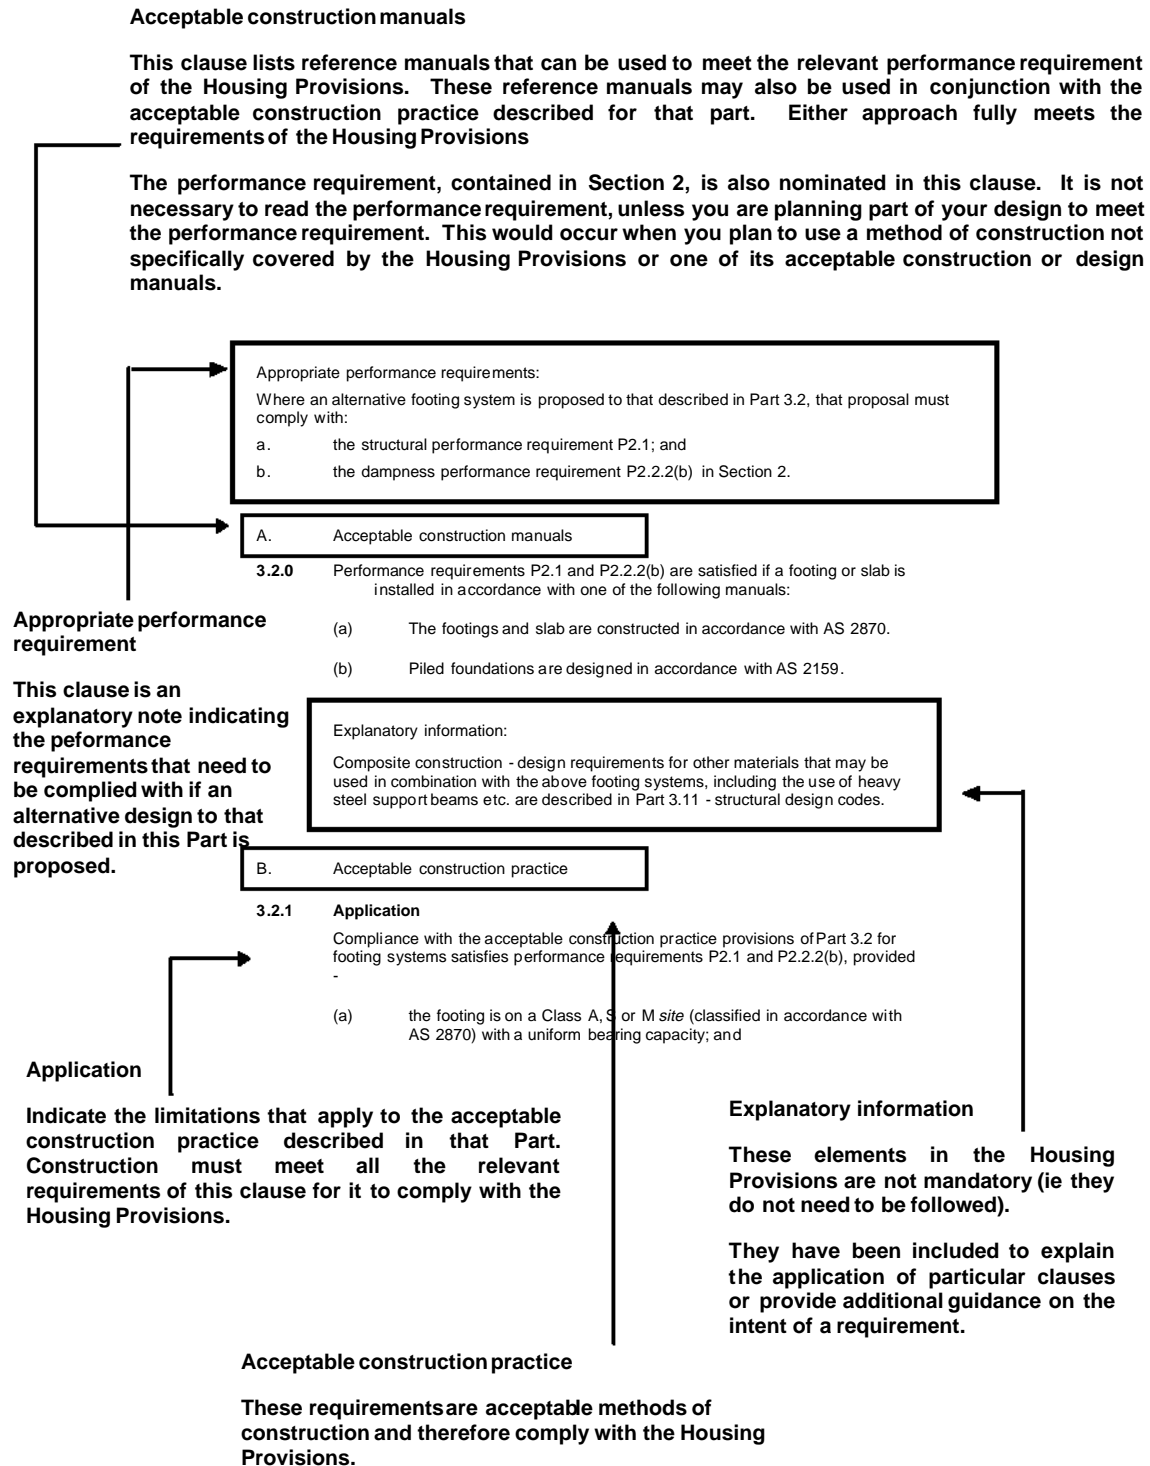 Acceptable construction manuals
This clause lists reference manuals that can be used to meet the relevant performance requirement
of the Housing Provisions. These reference manuals may also be used in conjunction with the
acceptable construction practice described for that part. Either approach fully meets the
requirements of the Housing Provisions
The performance requirement, contained in Section 2, is also nominated in this clause. It is not
necessary to read the performance requirement, unless you are planning part of your design to meet
the performance requirement. This would occur when you plan to use a method of construction not
specifically covered by the Housing Provisions or one of its acceptable construction or design
manuals.
Appropriate performance requirements:
Where an alternative footing system is proposed to that described in Part 3.2, that proposal must
comply with:
a. the structural performance requirement P2.1; and
b. the dampness performance requirement P2.2.2(b) in Section 2.
A. Acceptable construction manuals
3.2.0 Performance requirements P2.1 and P2.2.2(b) are satisfied if a footing or slab is
installed in accordance with one of the following manuals:
(a) The footings and slab are constructed in accordance with AS 2870.
(b) Piled foundations are designed in accordance with AS 2159.
Appropriate performance
requirement
This clause is an
explanatory note indicating
the peformance
requirements that need to
be complied with if an
alternative design to that
described in this Part is
proposed.
Explanatory information:
Composite construction - design requirements for other materials that may be
used in combination with the above footing systems, including the use of heavy
steel support beams etc. are described in Part 3.11 - structural design codes.
B. Acceptable construction practice
3.2.1 Application
Compliance with the acceptable construction practice provisions of Part 3.2 for
footing systems satisfies performance requirements P2.1 and P2.2.2(b), provided
-
(a) the footing is on a Class A, S or M site (classified in accordance with
AS 2870) with a uniform bearing capacity; and
Application
Indicate the limitations that apply to the acceptable
construction practice described in that Part.
Construction must meet all the relevant
requirements of this clause for it to comply with the
Housing Provisions.
Explanatory information
These elements in the Housing
Provisions are not mandatory (ie they
do not need to be followed).
They have been included to explain
the application of particular clauses
or provide additional guidance on the
intent of a requirement.
Acceptable construction practice
These requirements are acceptable methods of
construction and therefore comply with the Housing
Provisions.